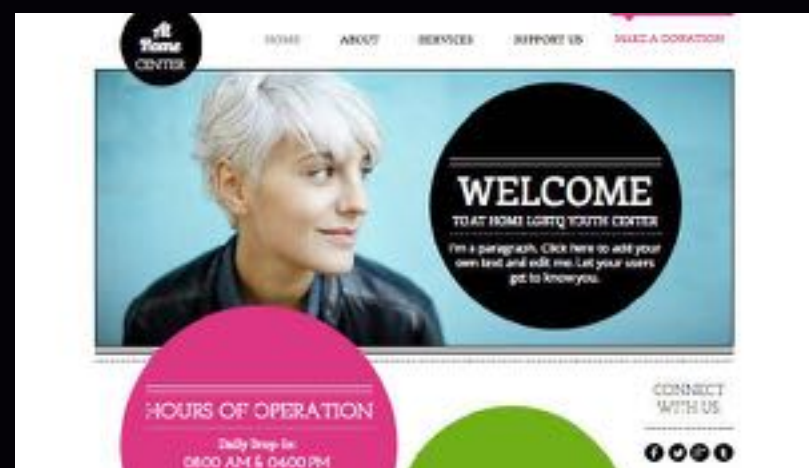 At
Home
CENTER
HOME ABOUT SERVICES SUPPORT US MAKE A DONATION
WELCOME
TO AT HOME LGBTQ YOUTH CENTER
I'm a paragraph. Click here to add your
own text and edit me. Let your users
get to know you.
HOURS OF OPERATION
Daily Drop-In:
08:00 AM & 04:00 PM
CONNECT
WITH US